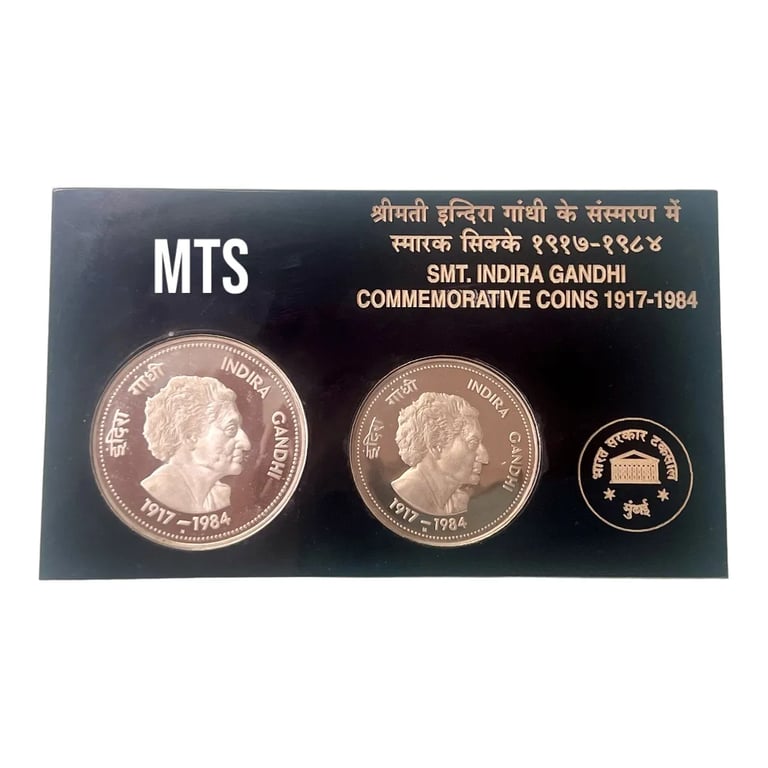 MTS
श्रीमती इन्दिरा गांधी के संस्मरण में
स्मारक सिक्के १९१७-१९८४
SMT. INDIRA GANDHI
COMMEMORATIVE COINS 1917-1984
इंदिरा गांधी INDIRA GANDHI
1917-1984
इंदिरा गांधी INDIRA GANDHI
1917-1984
भारत सरकार टकसाल
मुंबई